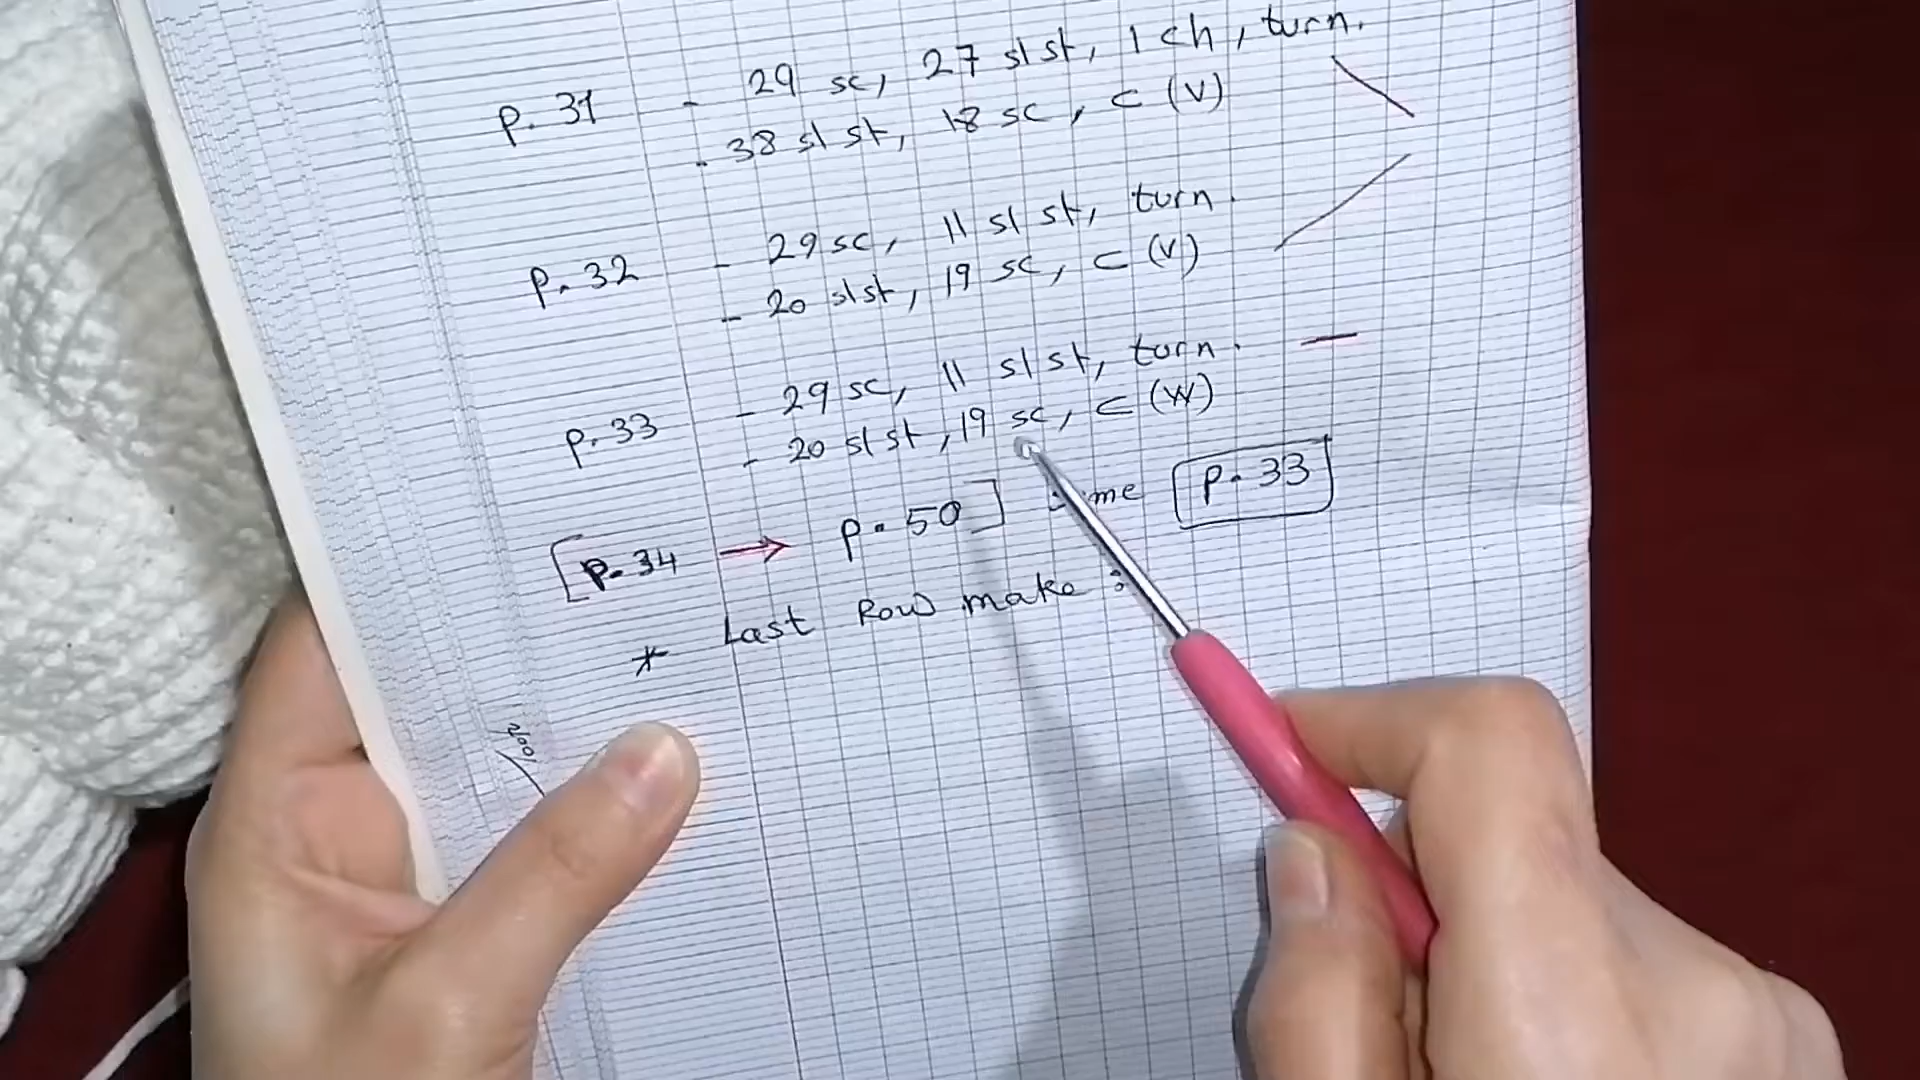 p. 31 - 29 sc, 27 sl st, 1 ch, turn.
- 38 sl st, 18 sc, c (V)
p. 32 - 29 sc, 11 sl st, turn.
- 20 sl st, 19 sc, c (V)
p. 33 - 29 sc, 11 sl st, turn. —
- 20 sl st, 19 sc, c (W)
[p. 34 → p. 50] p. 33
* Last Row make :